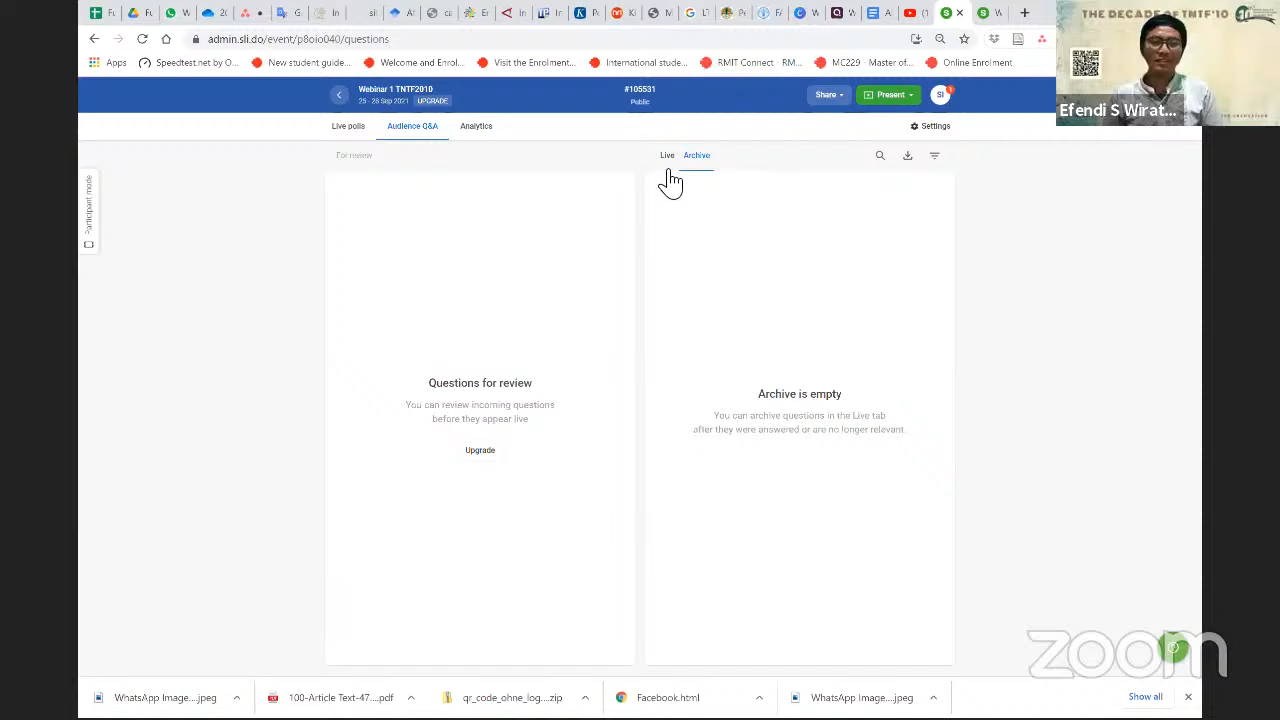 Apps
Speedtest.net by O...
New student guide...
Welcome and Enro...
Visit the Enrolment...
International stude...
RMIT Connect - RM...
MC229 - Master of...
Online Enrolment
admin.sli.do/event/p8oio040/questions
THE DECADE OF TNTF'10
Efendi S Wirat...
Webinar 1 TNTF2010
25 - 28 Sep 2021 UPGRADE
#105531
Public
Share
Present
SI
1
Live polls
Audience Q&A
Analytics
Settings
For review
Live
Archive
Participant mode
Questions for review
You can review incoming questions
before they appear live
Upgrade
Archive is empty
You can archive questions in the Live tab
after they were answered or are no longer relevant.
zoom
WhatsApp Image....jpeg
100-Article Text-47...pdf
qr_code_ohne_log....zip
Facebook.html
WhatsApp Image....jpeg
Show all